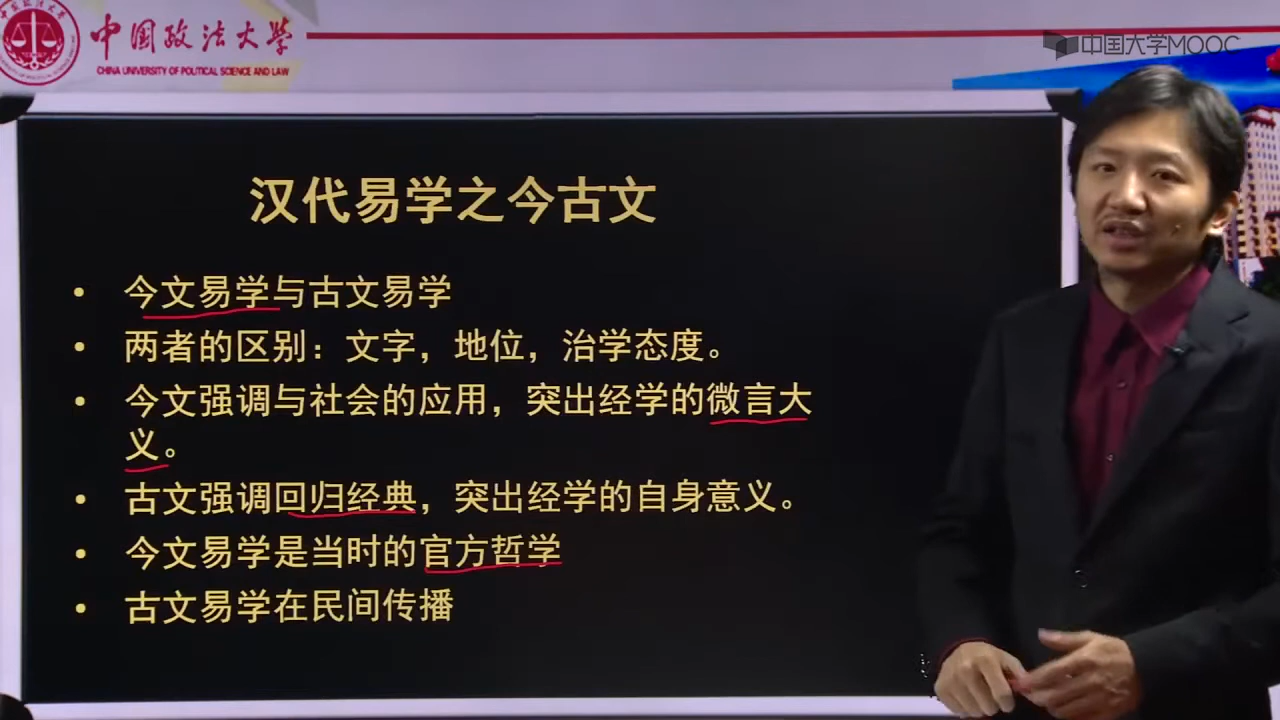 中国政法大学
CHINA UNIVERSITY OF POLITICAL SCIENCE AND LAW
中国大学MOOC
汉代易学之今古文
• 今文易学与古文易学
• 两者的区别：文字，地位，治学态度。
• 今文强调与社会的应用，突出经学的微言大
义。
• 古文强调回归经典，突出经学的自身意义。
• 今文易学是当时的官方哲学
• 古文易学在民间传播